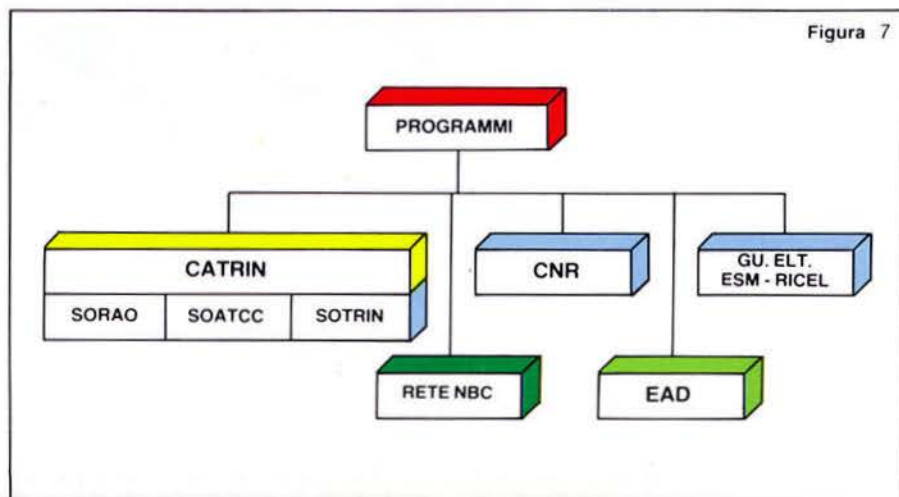 Figura 7
PROGRAMMI
CATRIN
SORAO
SOATCC
SOTRIN
CNR
GU. ELT.
ESM - RICEL
RETE NBC
EAD